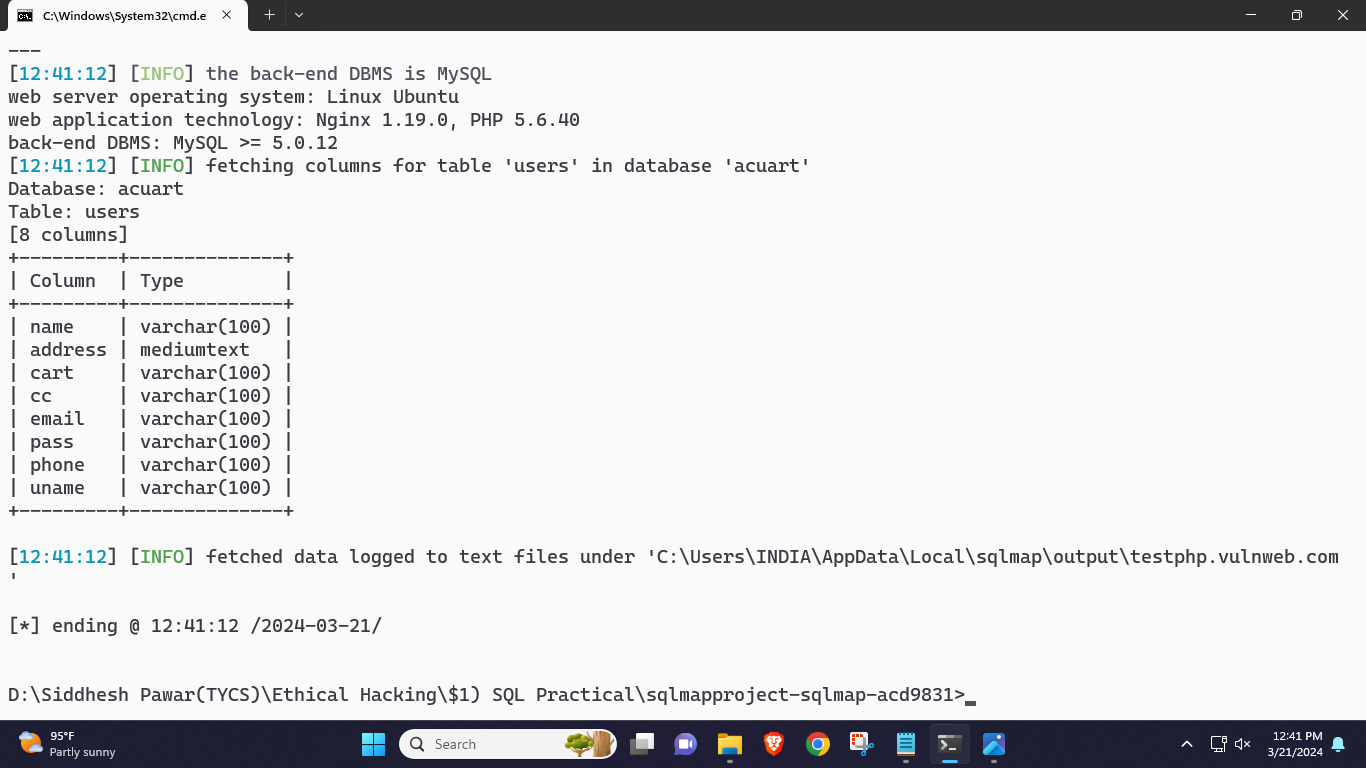 C:\Windows\System32\cmd.e
---
[12:41:12] [INFO] the back-end DBMS is MySQL
web server operating system: Linux Ubuntu
web application technology: Nginx 1.19.0, PHP 5.6.40
back-end DBMS: MySQL >= 5.0.12
[12:41:12] [INFO] fetching columns for table 'users' in database 'acuart'
Database: acuart
Table: users
[8 columns]
+---------+--------------+
| Column  | Type         |
+---------+--------------+
| name    | varchar(100) |
| address | mediumtext   |
| cart    | varchar(100) |
| cc      | varchar(100) |
| email   | varchar(100) |
| pass    | varchar(100) |
| phone   | varchar(100) |
| uname   | varchar(100) |
+---------+--------------+
[12:41:12] [INFO] fetched data logged to text files under 'C:\Users\INDIA\AppData\Local\sqlmap\output\testphp.vulnweb.com
'
[*] ending @ 12:41:12 /2024-03-21/
D:\Siddhesh Pawar(TYCS)\Ethical Hacking\$1) SQL Practical\sqlmapproject-sqlmap-acd9831>_
95°F
Partly sunny
Search
12:41 PM
3/21/2024